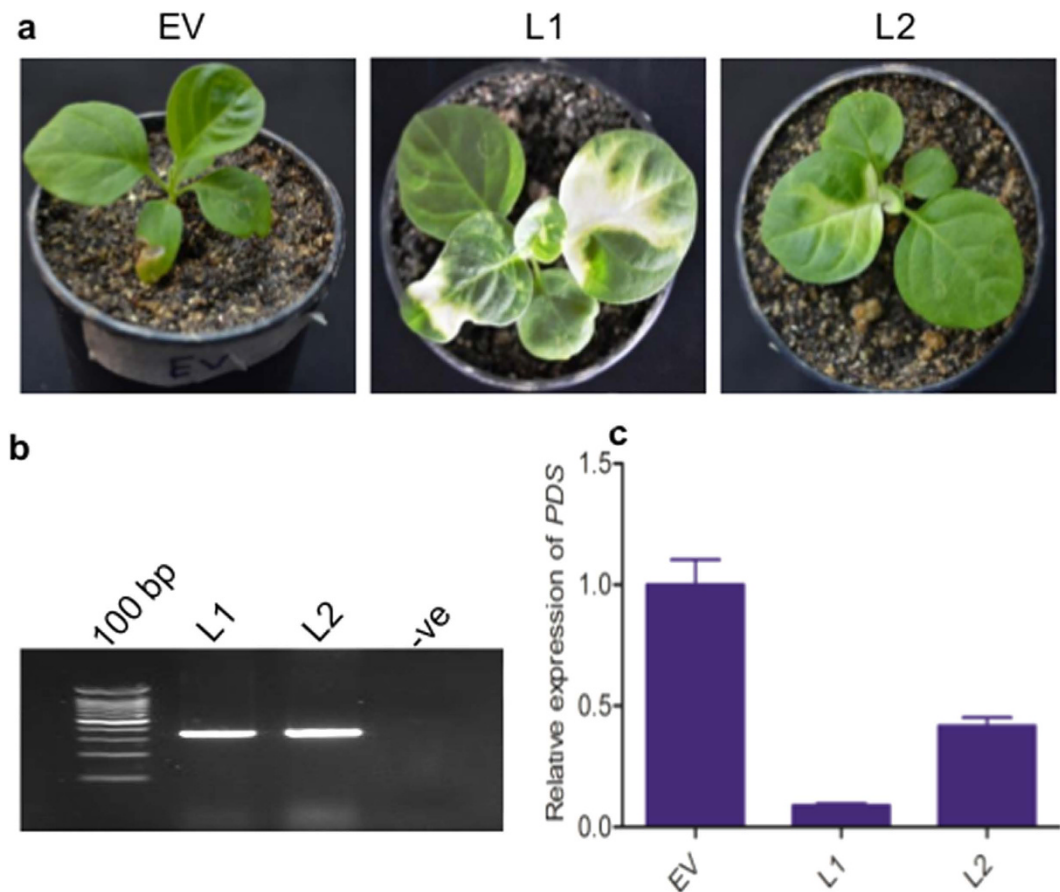 a
EV
L1
L2
EV
b
100 bp
L1
L2
-ve
c
Relative expression of PDS
1.5
1.0
0.5
0.0
EV
L1
L2